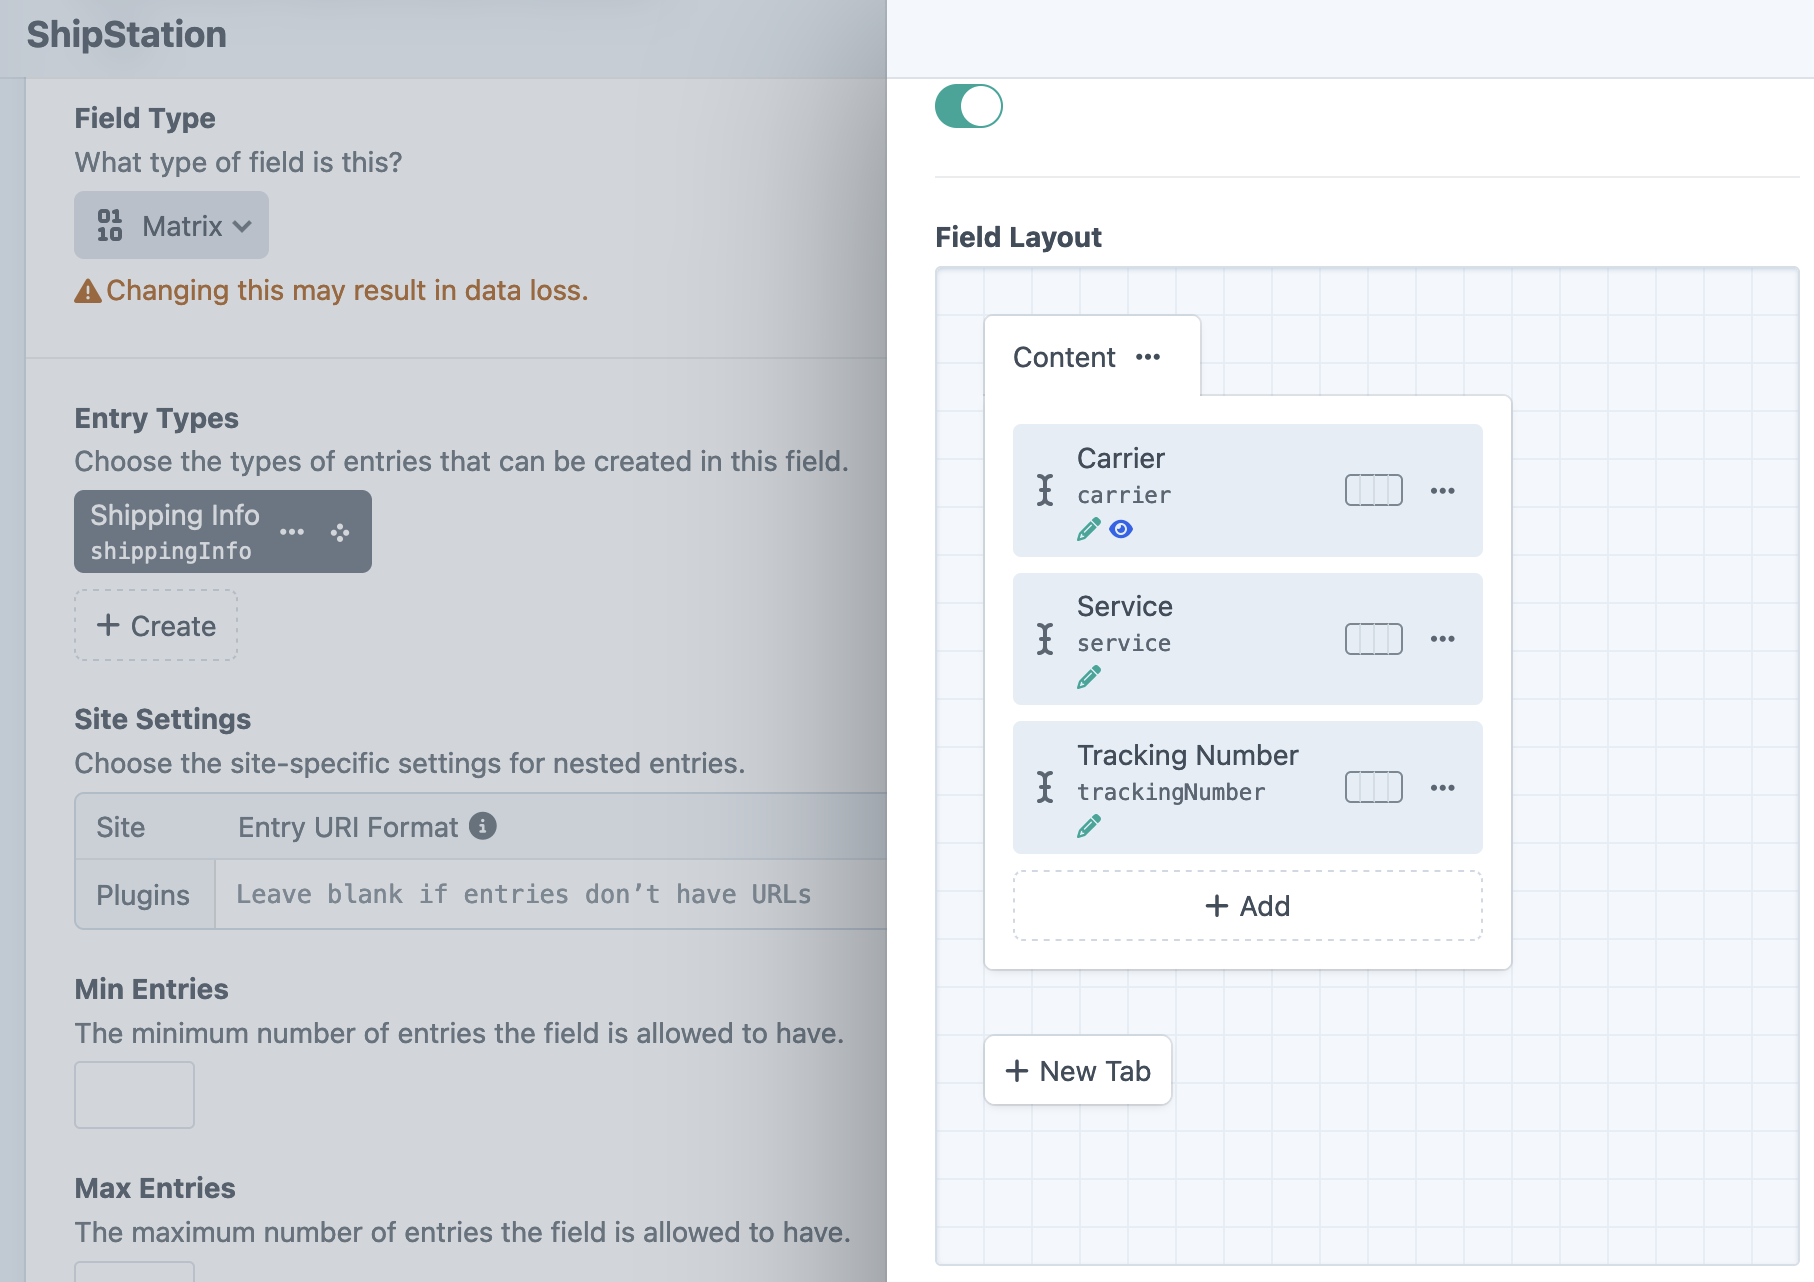 ShipStation
Field Type
What type of field is this?
Matrix
Changing this may result in data loss.
Entry Types
Choose the types of entries that can be created in this field.
Shipping Info
shippingInfo
Create
Site Settings
Choose the site-specific settings for nested entries.
Site Entry URI Format
Plugins Leave blank if entries don’t have URLs
Min Entries
The minimum number of entries the field is allowed to have.
Max Entries
The maximum number of entries the field is allowed to have.
Field Layout
Content
Carrier
carrier
Service
service
Tracking Number
trackingNumber
Add
New Tab